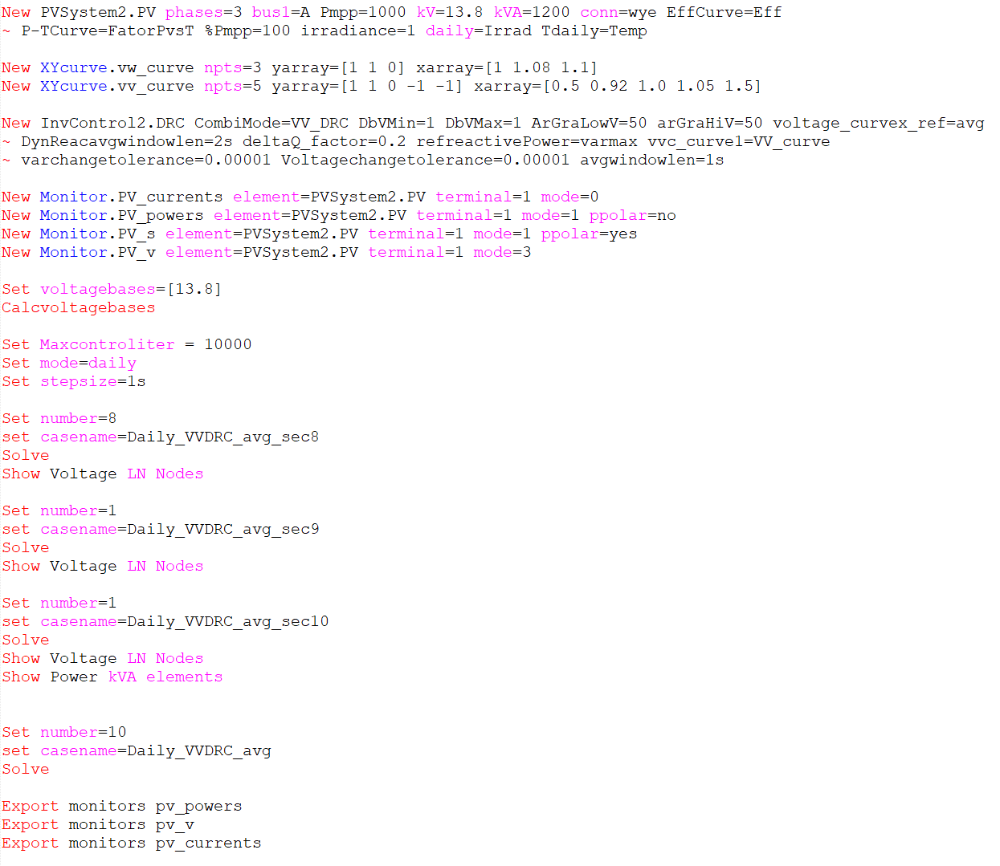 New PVSystem2.PV phases=3 bus1=A Pmpp=1000 kV=13.8 kVA=1200 conn=wye EffCurve=Eff
~ P-TCurve=FatorPvsT %Pmpp=100 irradiance=1 daily=Irrad Tdaily=Temp
New XYcurve.vw_curve npts=3 yarray=[1 1 0] xarray=[1 1.08 1.1]
New XYcurve.vv_curve npts=5 yarray=[1 1 0 -1 -1] xarray=[0.5 0.92 1.0 1.05 1.5]
New InvControl2.DRC CombiMode=VV_DRC DbVMin=1 DbVMax=1 ArGraLowV=50 arGraHiV=50 voltage_curvex_ref=avg
~ DynReacavgwindowlen=2s deltaQ_factor=0.2 refreactivePower=varmax vvc_curve1=VV_curve
~ varchangetolerance=0.00001 Voltagechangetolerance=0.00001 avgwindowlen=1s
New Monitor.PV_currents element=PVSystem2.PV terminal=1 mode=0
New Monitor.PV_powers element=PVSystem2.PV terminal=1 mode=1 ppolar=no
New Monitor.PV_s element=PVSystem2.PV terminal=1 mode=1 ppolar=yes
New Monitor.PV_v element=PVSystem2.PV terminal=1 mode=3
Set voltagebases=[13.8]
Calcvoltagebases
Set Maxcontroliter = 10000
Set mode=daily
Set stepsize=1s
Set number=8
set casename=Daily_VVDRC_avg_sec8
Solve
Show Voltage LN Nodes
Set number=1
set casename=Daily_VVDRC_avg_sec9
Solve
Show Voltage LN Nodes
Set number=1
set casename=Daily_VVDRC_avg_sec10
Solve
Show Voltage LN Nodes
Show Power kVA elements
Set number=10
set casename=Daily_VVDRC_avg
Solve
Export monitors pv_powers
Export monitors pv_v
Export monitors pv_currents